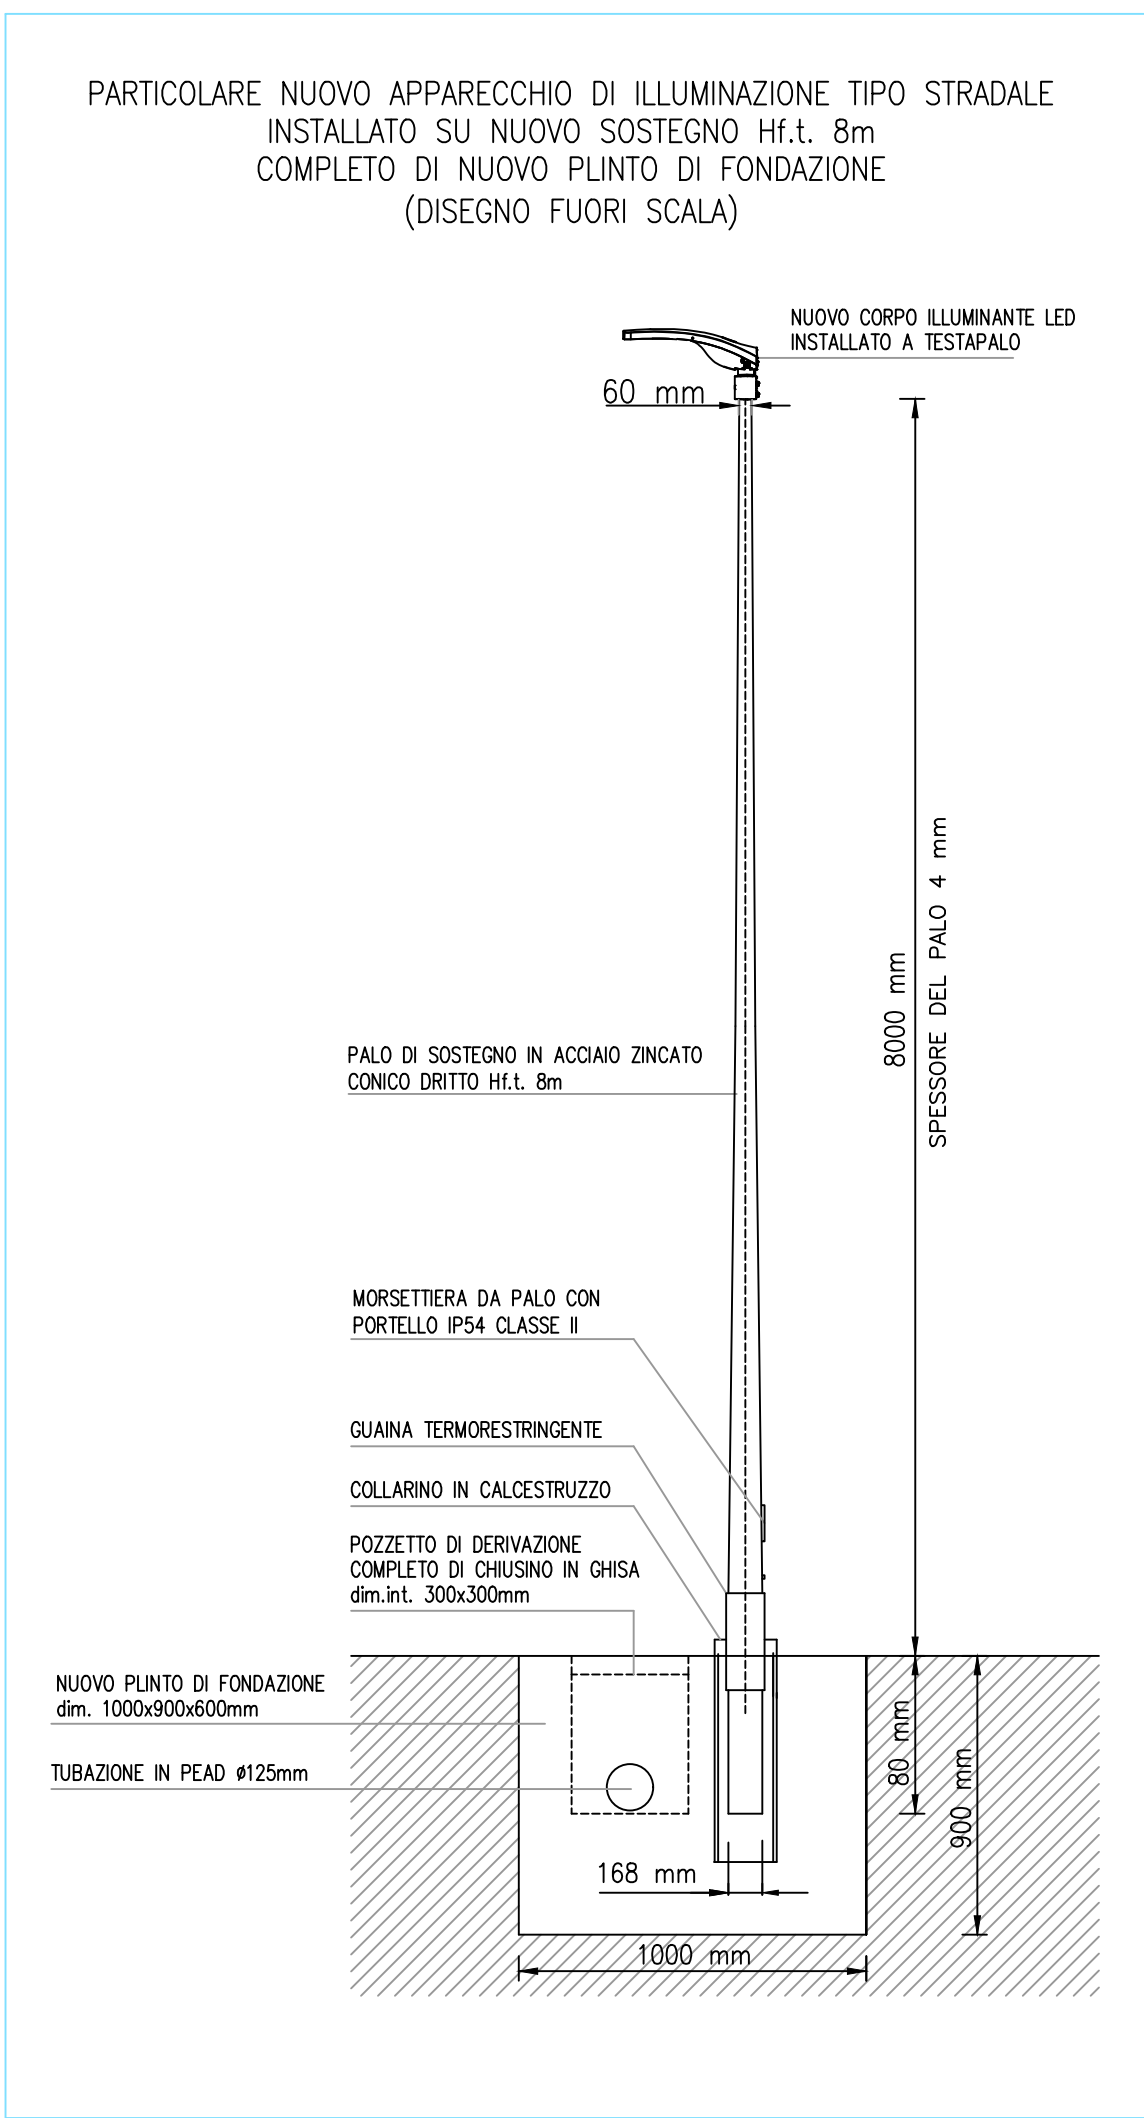 PARTICOLARE NUOVO APPARECCHIO DI ILLUMINAZIONE TIPO STRADALE
INSTALLATO SU NUOVO SOSTEGNO Hf.t. 8m
COMPLETO DI NUOVO PLINTO DI FONDAZIONE
(DISEGNO FUORI SCALA)
NUOVO CORPO ILLUMINANTE LED
INSTALLATO A TESTAPALO
60 mm
8000 mm
SPESSORE DEL PALO 4 mm
PALO DI SOSTEGNO IN ACCIAIO ZINCATO
CONICO DRITTO Hf.t. 8m
MORSETTIERA DA PALO CON
PORTELLO IP54 CLASSE II
GUAINA TERMORESTRINGENTE
COLLARINO IN CALCESTRUZZO
POZZETTO DI DERIVAZIONE
COMPLETO DI CHIUSINO IN GHISA
dim.int. 300x300mm
NUOVO PLINTO DI FONDAZIONE
dim. 1000x900x600mm
TUBAZIONE IN PEAD ø125mm
80 mm
900 mm
168 mm
1000 mm